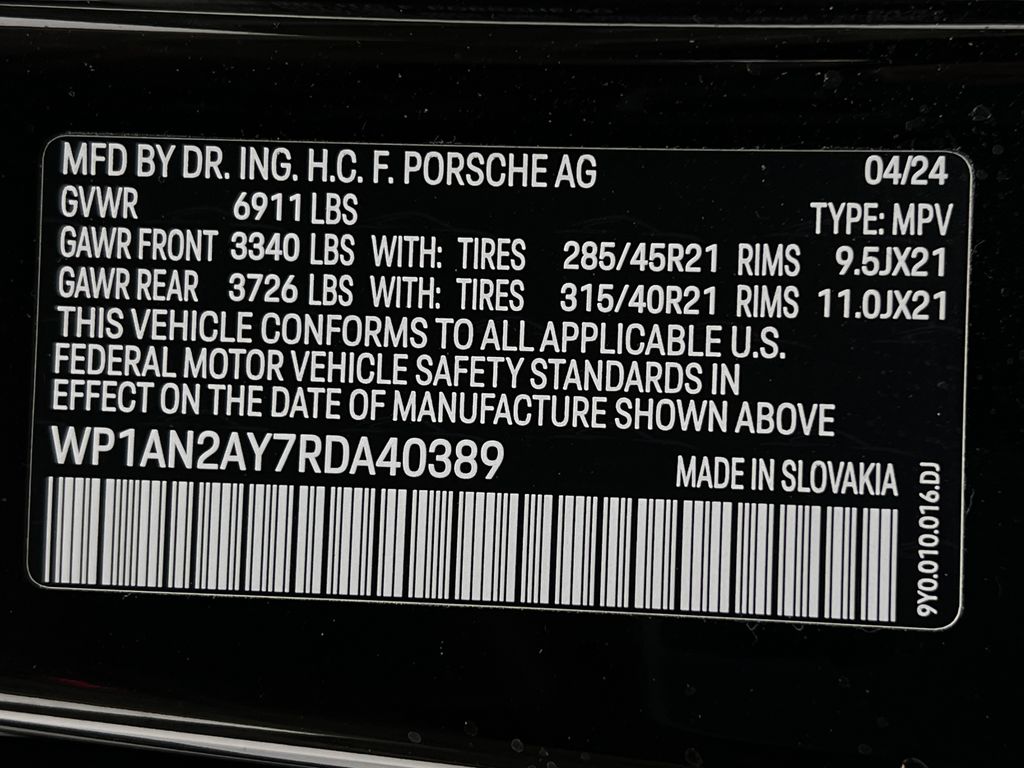 MFD BY DR. ING. H.C. F. PORSCHE AG 04/24
GVWR 6911 LBS TYPE: MPV
GAWR FRONT 3340 LBS WITH: TIRES 285/45R21 RIMS 9.5JX21
GAWR REAR 3726 LBS WITH: TIRES 315/40R21 RIMS 11.0JX21
THIS VEHICLE CONFORMS TO ALL APPLICABLE U.S.
FEDERAL MOTOR VEHICLE SAFETY STANDARDS IN
EFFECT ON THE DATE OF MANUFACTURE SHOWN ABOVE
WP1AN2AY7RDA40389 MADE IN SLOVAKIA
9Y0.010.016.DJ